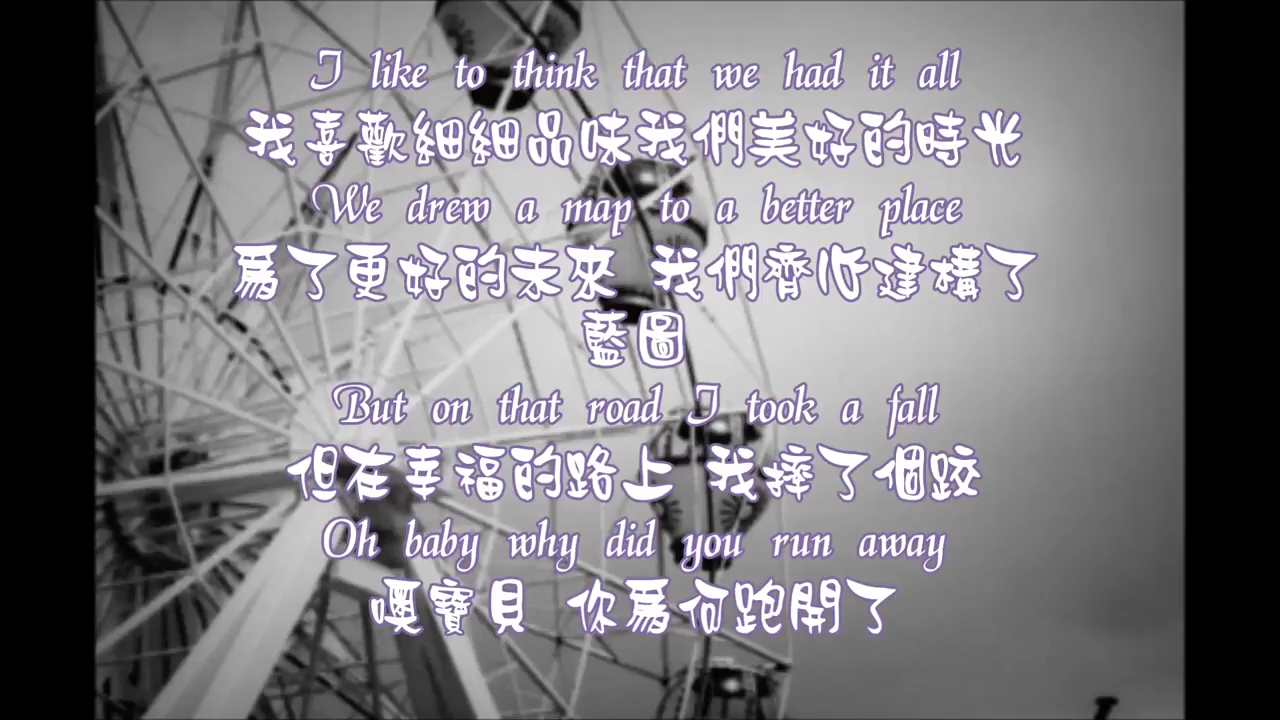 I like to think that we had it all
我喜歡細細品味我們美好的時光
We drew a map to a better place
為了更好的未來 我們齊心建構了
藍圖
But on that road I took a fall
但在幸福的路上 我摔了個跤
Oh baby why did you run away
噢寶貝 你為何跑開了